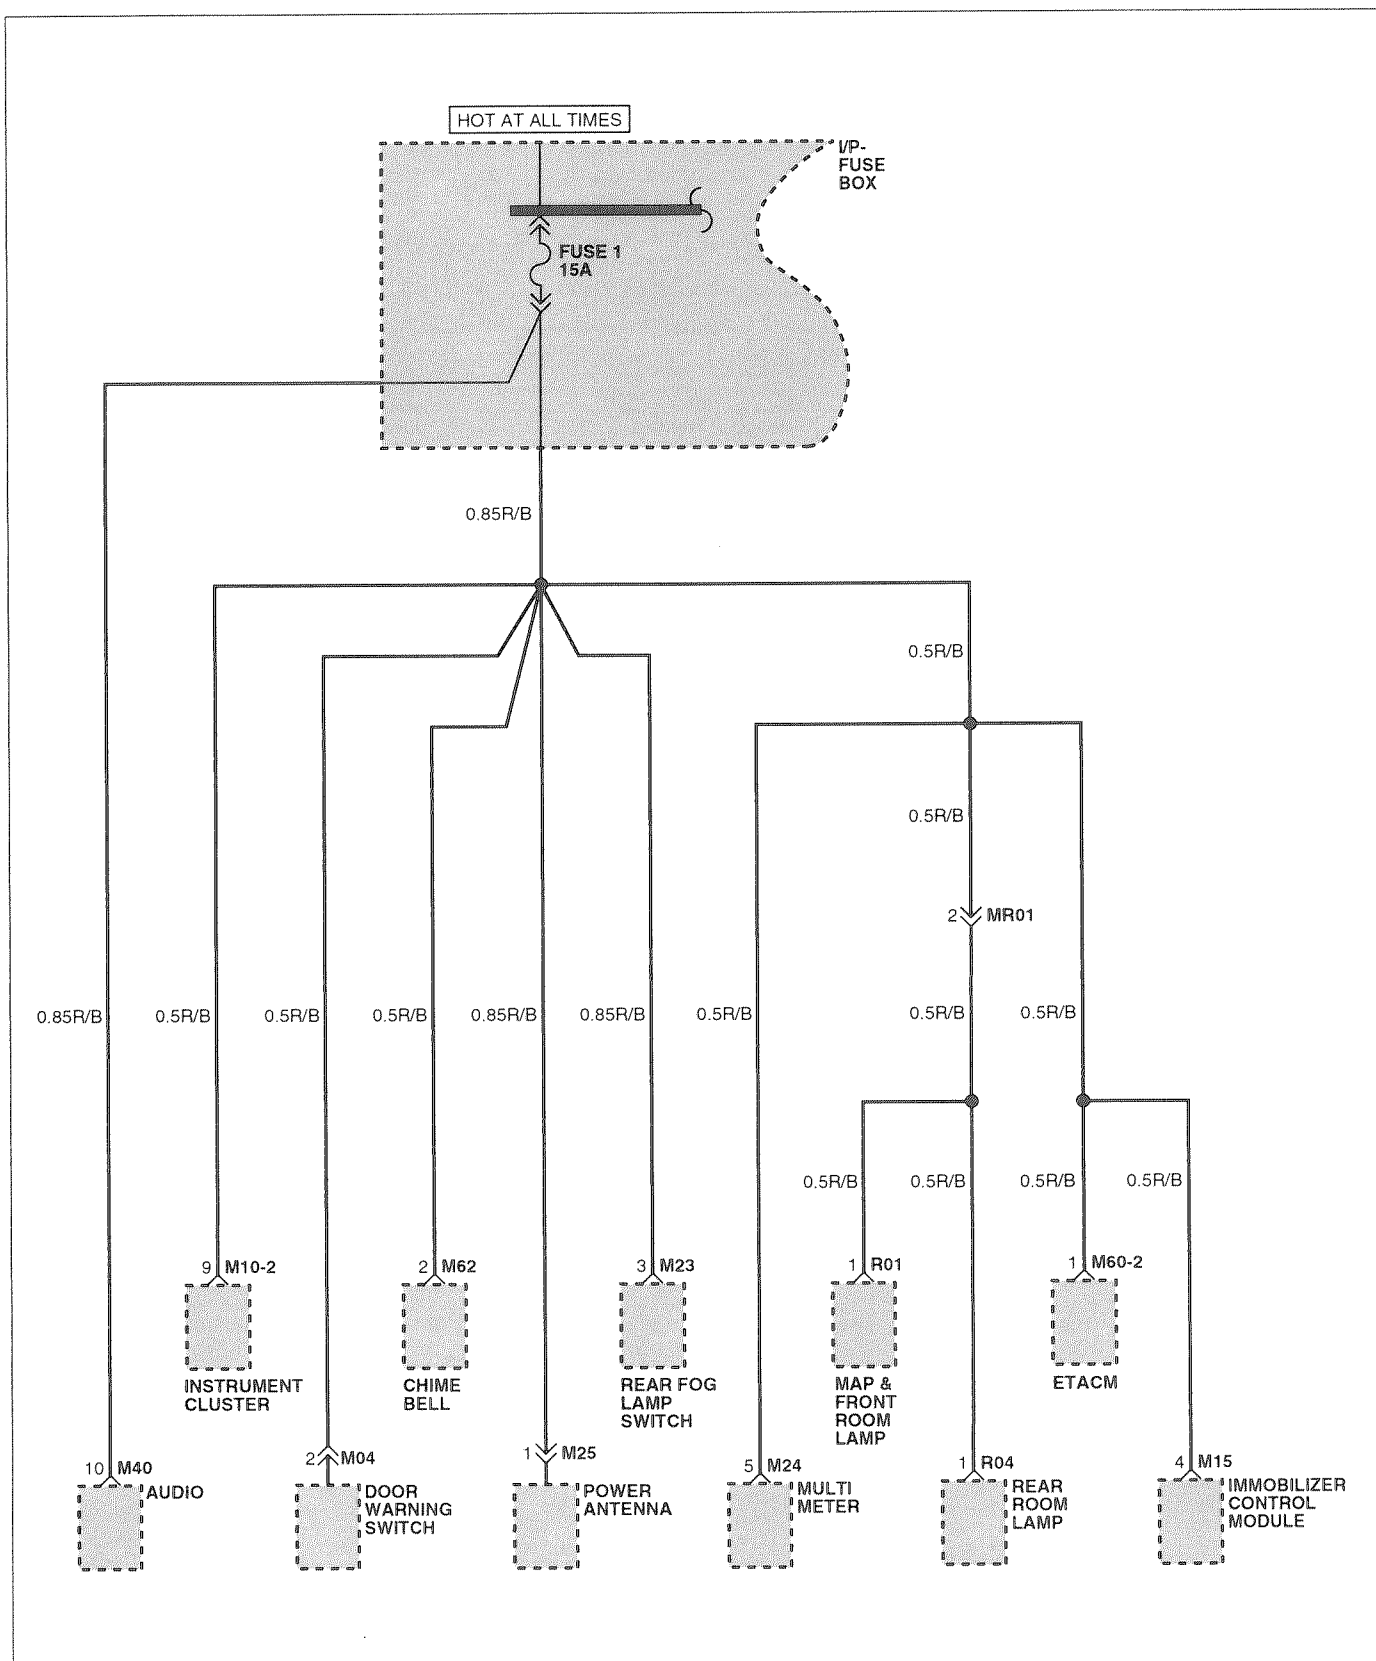 HOT AT ALL TIMES
I/P-
FUSE
BOX
FUSE 1
15A
0.85R/B
0.5R/B
0.5R/B
2 MR01
0.85R/B
0.5R/B
0.5R/B
0.5R/B
0.85R/B
0.85R/B
0.5R/B
0.5R/B
0.5R/B
0.5R/B
0.5R/B
0.5R/B
0.5R/B
9 M10-2
2 M62
3 M23
1 R01
1 M60-2
INSTRUMENT
CLUSTER
CHIME
BELL
REAR FOG
LAMP
SWITCH
MAP &
FRONT
ROOM
LAMP
ETACM
10 M40
2 M04
1 M25
5 M24
1 R04
4 M15
AUDIO
DOOR
WARNING
SWITCH
POWER
ANTENNA
MULTI
METER
REAR
ROOM
LAMP
IMMOBILIZER
CONTROL
MODULE